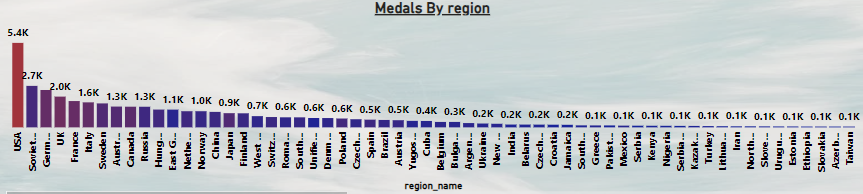 Medals By region
5.4K
2.7K
2.0K
1.6K
1.3K
1.3K
1.1K
1.0K
0.9K
0.7K
0.6K
0.6K
0.6K
0.5K
0.5K
0.4K
0.3K
0.2K
0.2K
0.2K
0.2K
0.1K
0.1K
0.1K
0.1K
0.1K
0.1K
0.1K
0.1K
0.1K
0.1K
USA
Soviet...
Germ...
UK
France
Italy
Sweden
Austr...
Canada
Russia
Hung...
East G...
Nethe...
Norway
China
Japan
Finland
West ...
Switz...
Roma...
South...
Unifie...
Denm...
Poland
Czech...
Spain
Brazil
Austria
Yugos...
Cuba
Belgium
Bulga...
Argen...
Ukraine
New ...
India
Belarus
Czech...
Croatia
Jamaica
South...
Greece
Pakist...
Mexico
Serbia
Kenya
Nigeria
Serbia...
Kazak...
Turkey
Lithua...
Iran
North...
Slove...
Urugu...
Estonia
Ethiopia
Slovakia
Azerb...
Taiwan
region_name